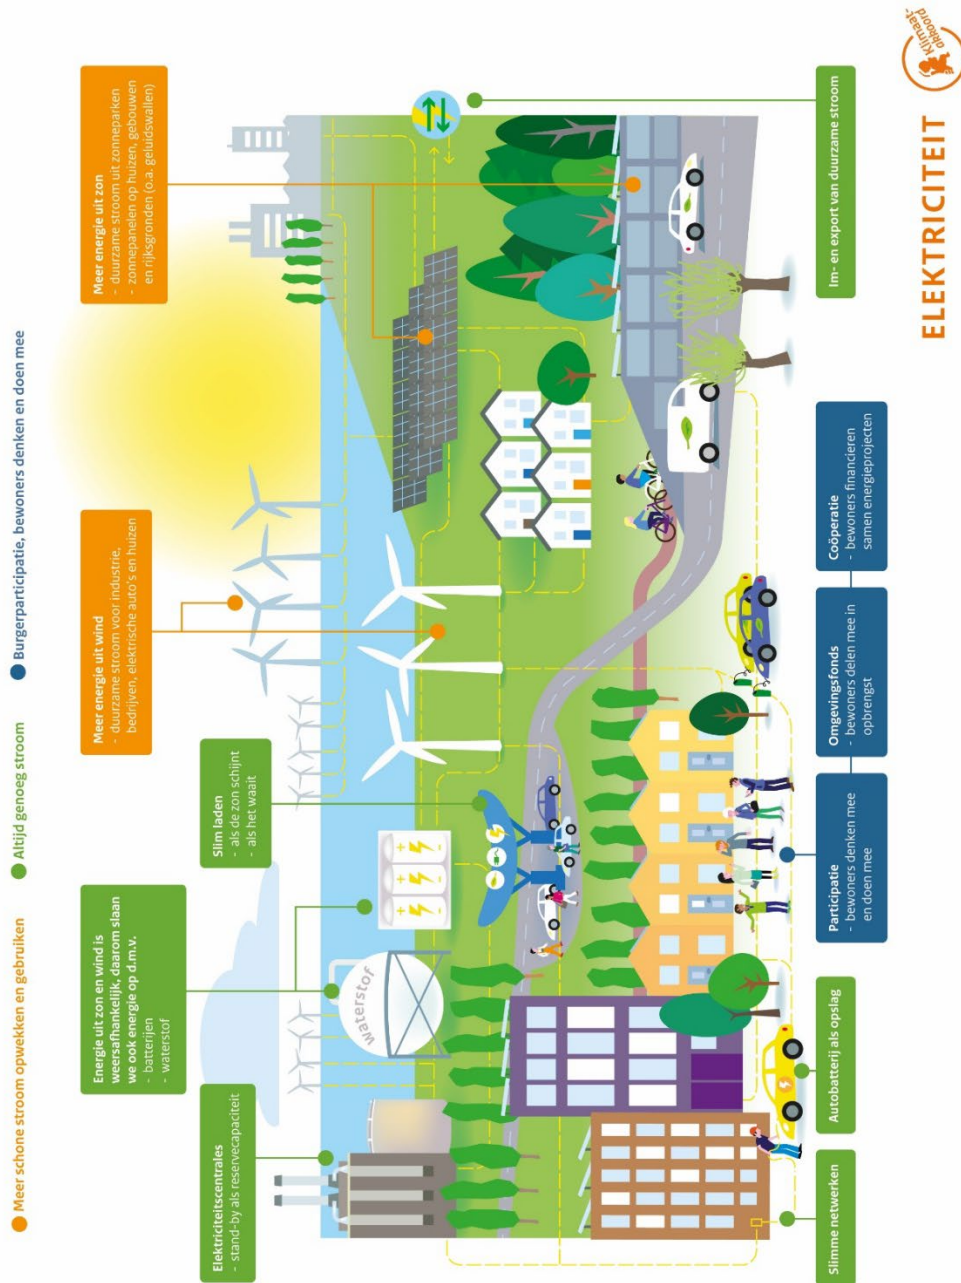 Meer schone stroom opwekken en gebruiken
Altijd genoeg stroom
Burgerparticipatie, bewoners denken en doen mee
Elektriciteitscentrales
- stand-by als reservecapaciteit
Energie uit zon en wind is
weersafhankelijk, daarom slaan
we ook energie op d.m.v.
- batterijen
- waterstof
Slim laden
- als de zon schijnt
- als het waait
Meer energie uit wind
- duurzame stroom voor industrie,
bedrijven, elektrische auto's en huizen
Meer energie uit zon
- duurzame stroom uit zonneparken
- zonnepanelen op huizen, gebouwen
en rijksgronden (o.a. geluidswallen)
waterstof
Slimme netwerken
Autobatterij als opslag
Participatie
- bewoners denken mee
en doen mee
Omgevingsfonds
- bewoners delen mee in
opbrengst
Coöperatie
- bewoners financieren
samen energieprojecten
Im- en export van duurzame stroom
ELEKTRICITEIT
Klimaat-
akkoord